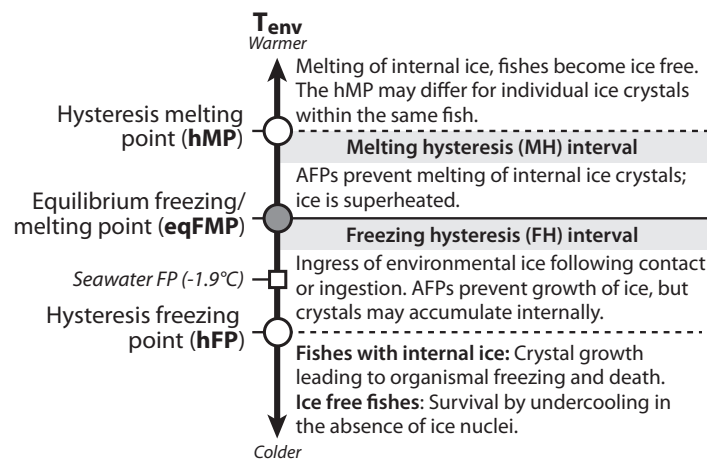 T_env
Warmer
Melting of internal ice, fishes become ice free.
The hMP may differ for individual ice crystals
within the same fish.
Hysteresis melting
point (hMP)
Melting hysteresis (MH) interval
AFPs prevent melting of internal ice crystals;
ice is superheated.
Equilibrium freezing/
melting point (eqFMP)
Freezing hysteresis (FH) interval
Ingress of environmental ice following contact
or ingestion. AFPs prevent growth of ice, but
crystals may accumulate internally.
Seawater FP (-1.9°C)
Hysteresis freezing
point (hFP)
Fishes with internal ice: Crystal growth
leading to organismal freezing and death.
Ice free fishes: Survival by undercooling in
the absence of ice nuclei.
Colder